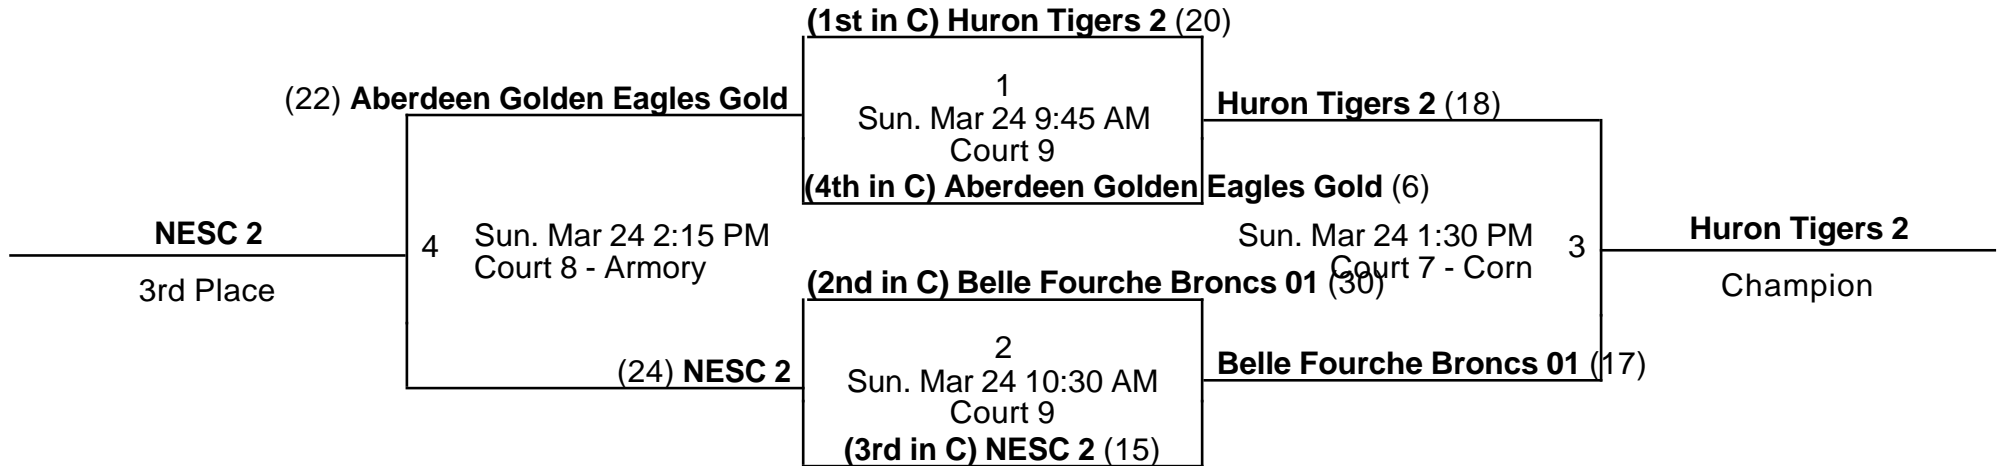 (1st in C) Huron Tigers 2 (20)
(22) Aberdeen Golden Eagles Gold
1
Sun. Mar 24 9:45 AM
Court 9
Huron Tigers 2 (18)
(4th in C) Aberdeen Golden Eagles Gold (6)
NESC 2
3rd Place
4
Sun. Mar 24 2:15 PM
Court 8 - Armory
Sun. Mar 24 1:30 PM
Court 7 - Corn
3
Huron Tigers 2
Champion
(2nd in C) Belle Fourche Broncs 01 (30)
(24) NESC 2
2
Sun. Mar 24 10:30 AM
Court 9
Belle Fourche Broncs 01 (17)
(3rd in C) NESC 2 (15)